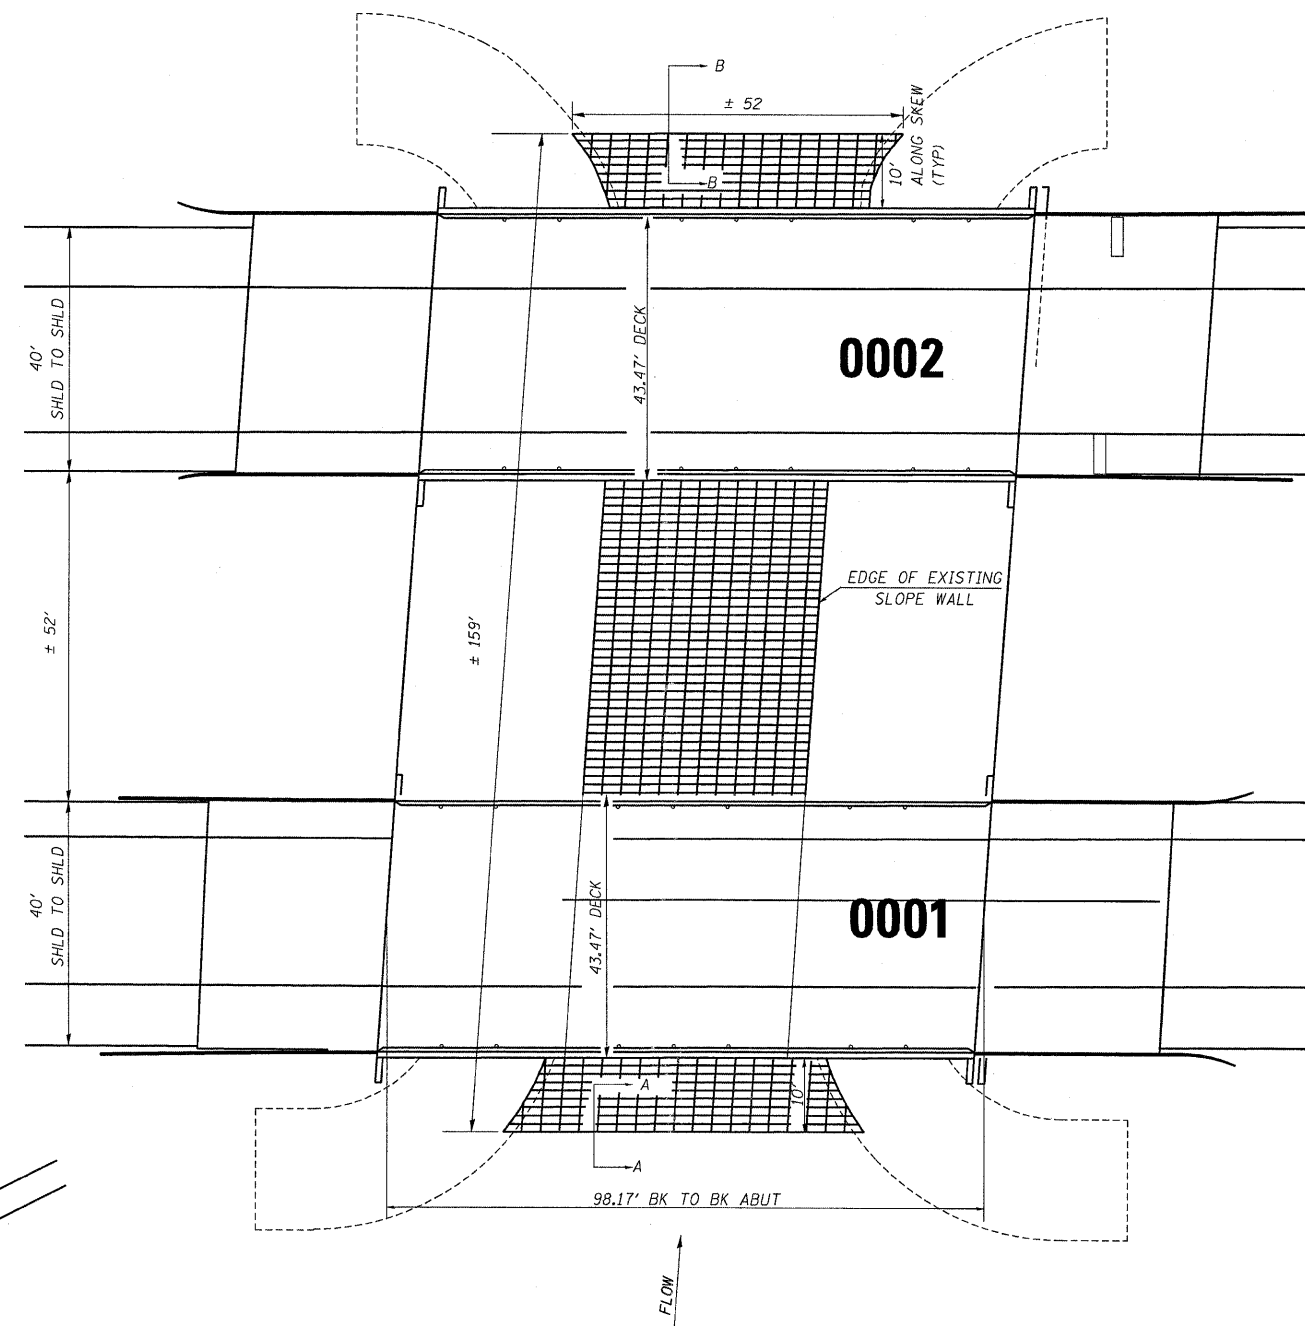 B
± 52
10'
ALONG SKEW
(TYP)
B
40'
SHLD TO SHLD
43.47' DECK
0002
EDGE OF EXISTING
SLOPE WALL
± 52'
± 159'
40'
SHLD TO SHLD
43.47' DECK
0001
A
10'
A
98.17' BK TO BK ABUT
FLOW